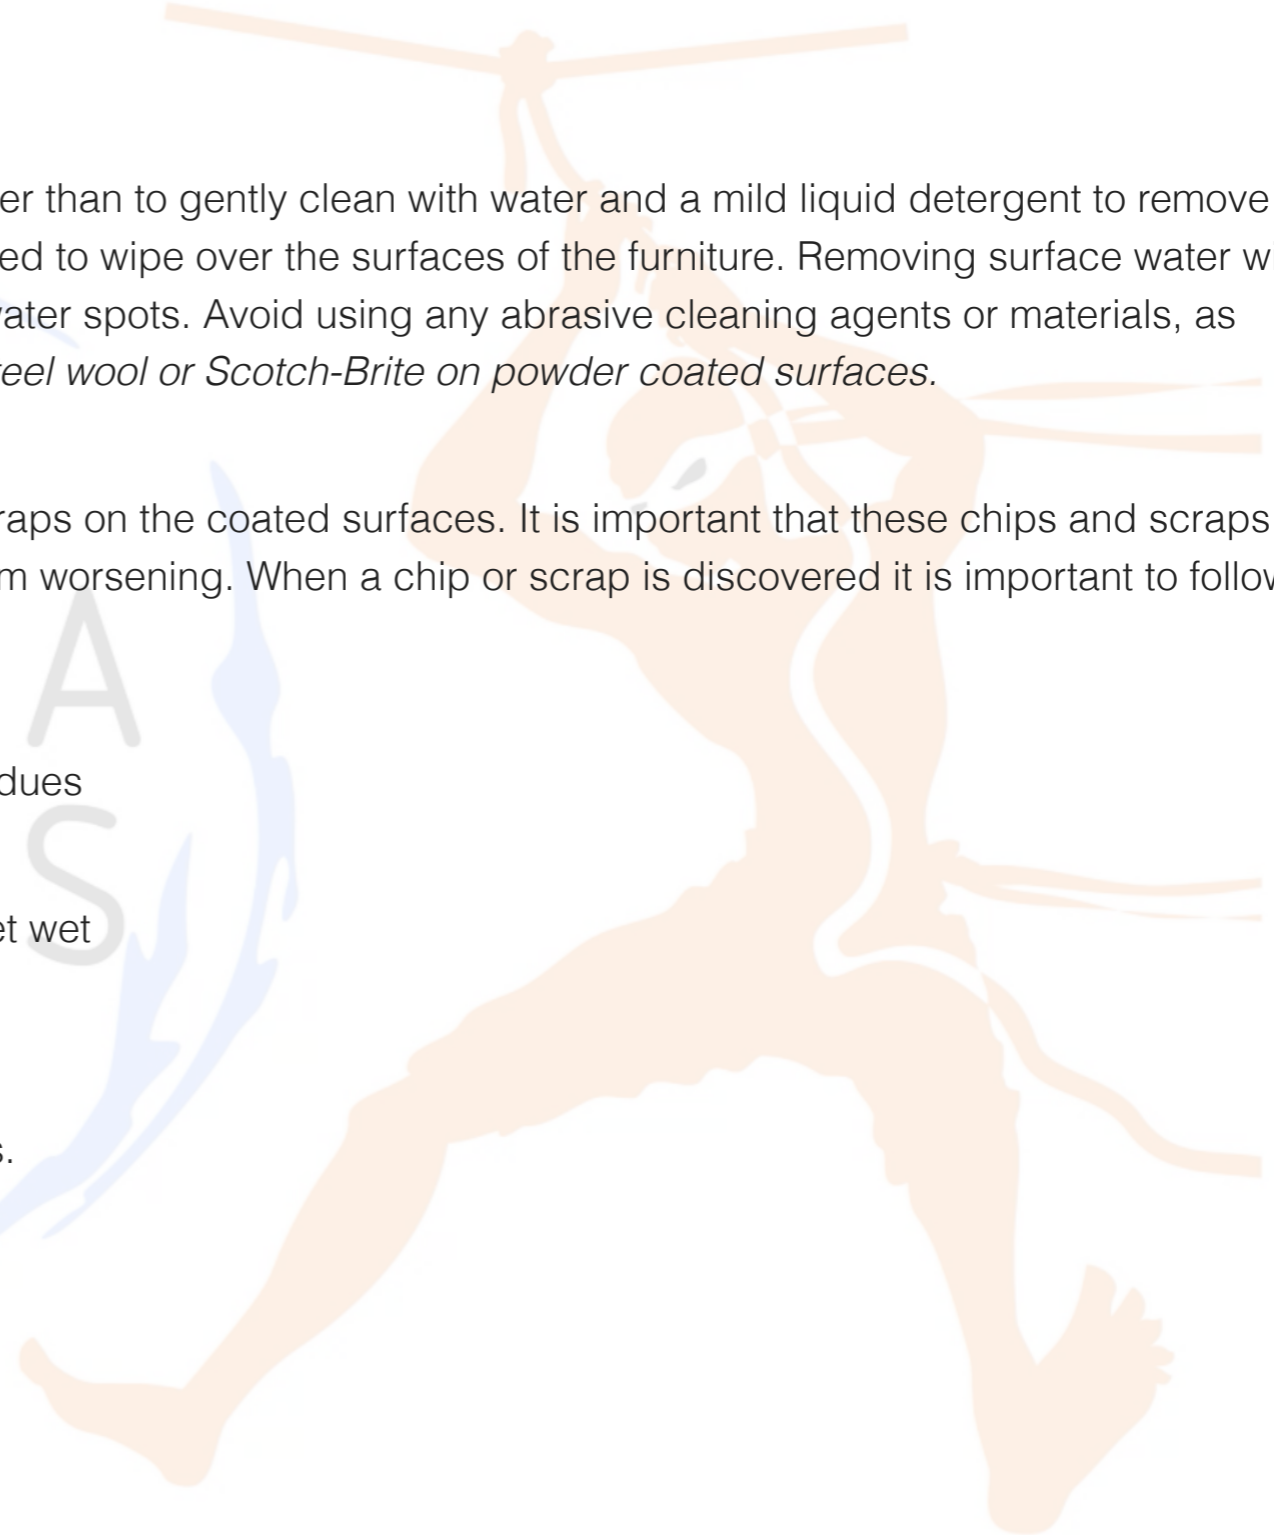 er than to gently clean with water and a mild liquid detergent to remove
ed to wipe over the surfaces of the furniture. Removing surface water w
ater spots. Avoid using any abrasive cleaning agents or materials, as
eel wool or Scotch-Brite on powder coated surfaces.
raps on the coated surfaces. It is important that these chips and scraps
m worsening. When a chip or scrap is discovered it is important to follow
A
dues
S
et wet
s.